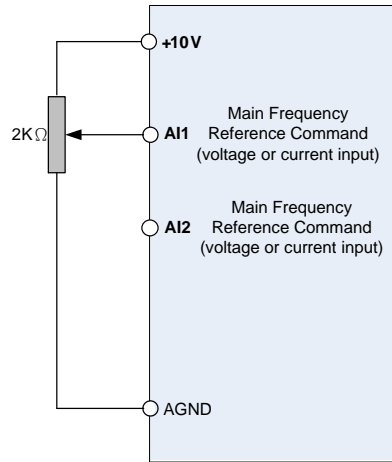 +10V
2KΩ
AI1
Main Frequency
Reference Command
(voltage or current input)
AI2
Main Frequency
Reference Command
(voltage or current input)
AGND